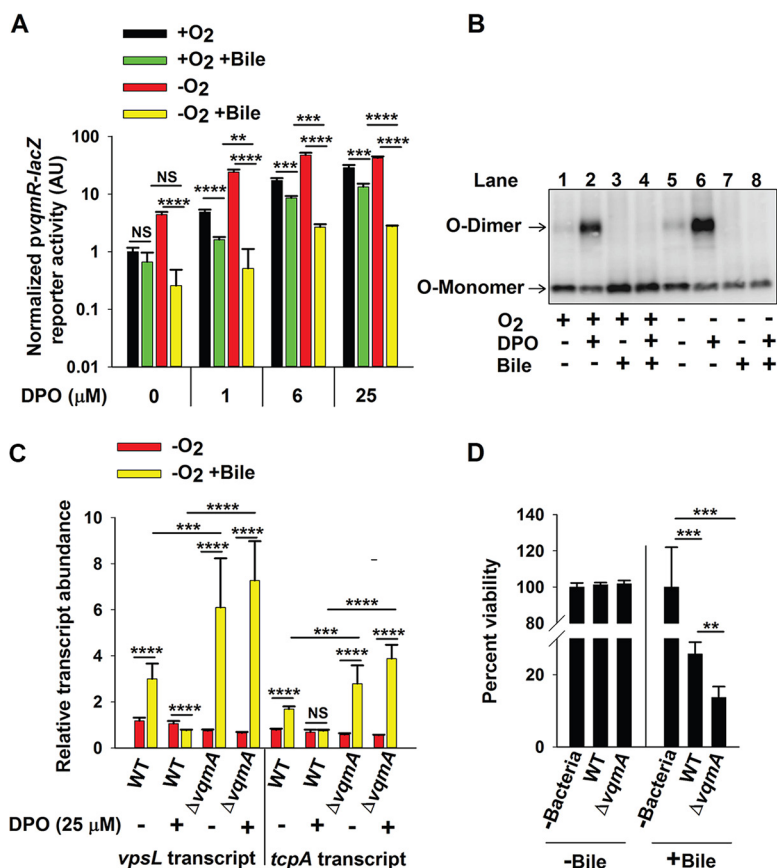 A
+O2
+O2 +Bile
-O2
-O2 +Bile
Normalized pvqmR-lacZ
reporter activity (AU)
100
10
1
0.1
0.01
NS
NS
****
****
**
****
***
***
****
***
****
****
DPO (μM)
0
1
6
25
B
Lane
1 2 3 4 5 6 7 8
O-Dimer
O-Monomer
O2 + + + + - - - -
DPO - + - + - + - +
Bile - - + + - - + +
C
-O2
-O2 +Bile
Relative transcript abundance
10
8
6
4
2
0
****
****
***
****
****
****
****
***
****
NS
****
****
WT
WT
ΔvqmA
ΔvqmA
WT
WT
ΔvqmA
ΔvqmA
DPO (25 μM) - + - + - + - +
vpsL transcript
tcpA transcript
D
Percent viability
140
120
100
80
20
0
***
***
**
-Bacteria
WT
ΔvqmA
-Bacteria
WT
ΔvqmA
-Bile
+Bile